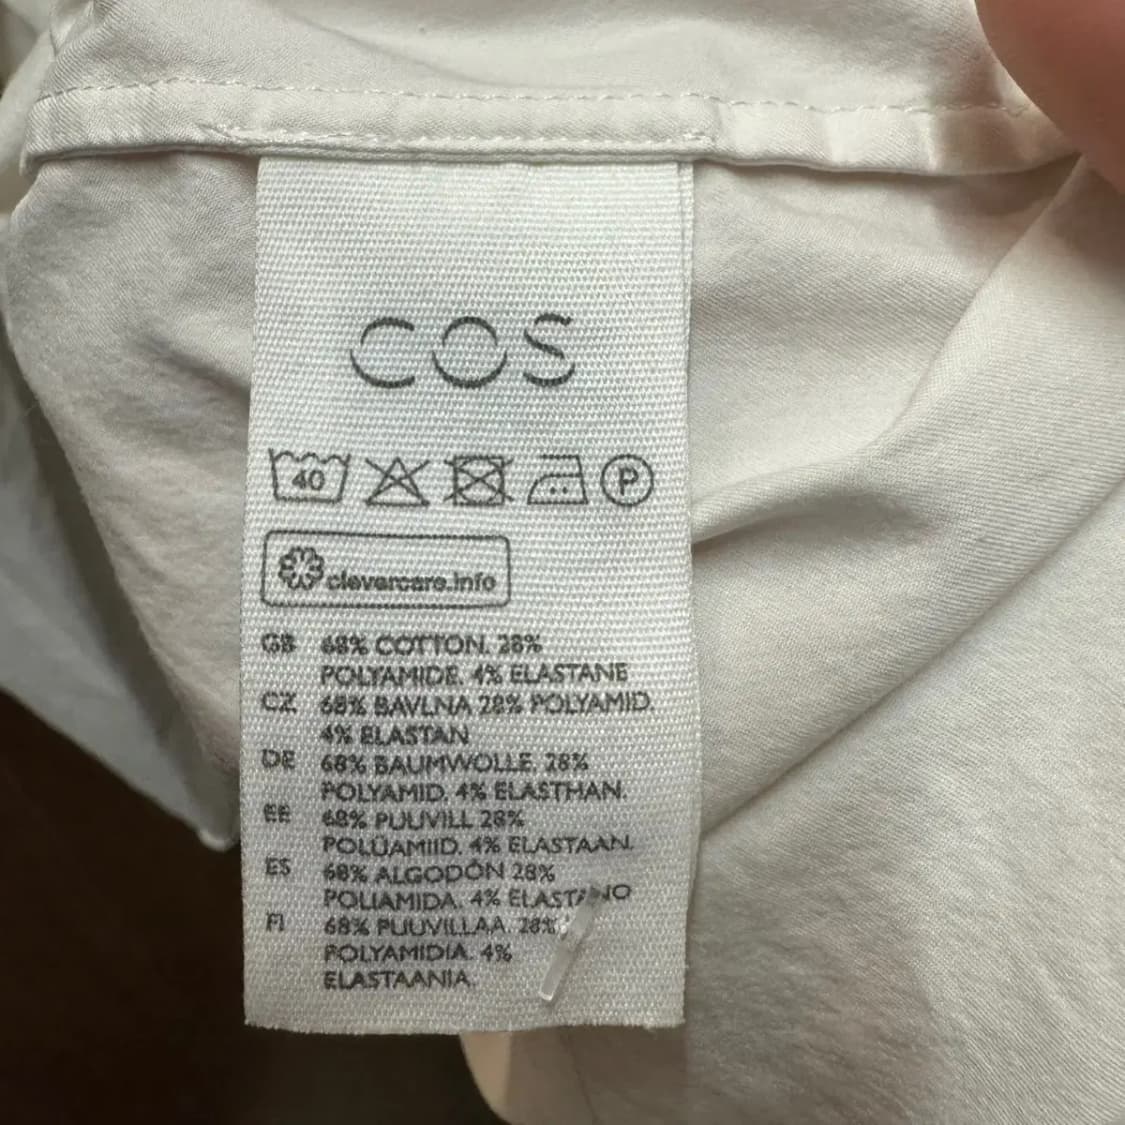 COS
40 P
clevercare.info
GB 68% COTTON. 28%
POLYAMIDE. 4% ELASTANE
CZ 68% BAVLNA 28% POLYAMID.
4% ELASTAN
DE 68% BAUMWOLLE. 28%
POLYAMID. 4% ELASTHAN.
EE 68% PUUVILL 28%
POLÜAMIID. 4% ELASTAAN.
ES 68% ALGODÓN 28%
POLIAMIDA. 4% ELASTANO
FI 68% PUUVILLAA. 28%
POLYAMIDIA. 4%
ELASTAANIA.